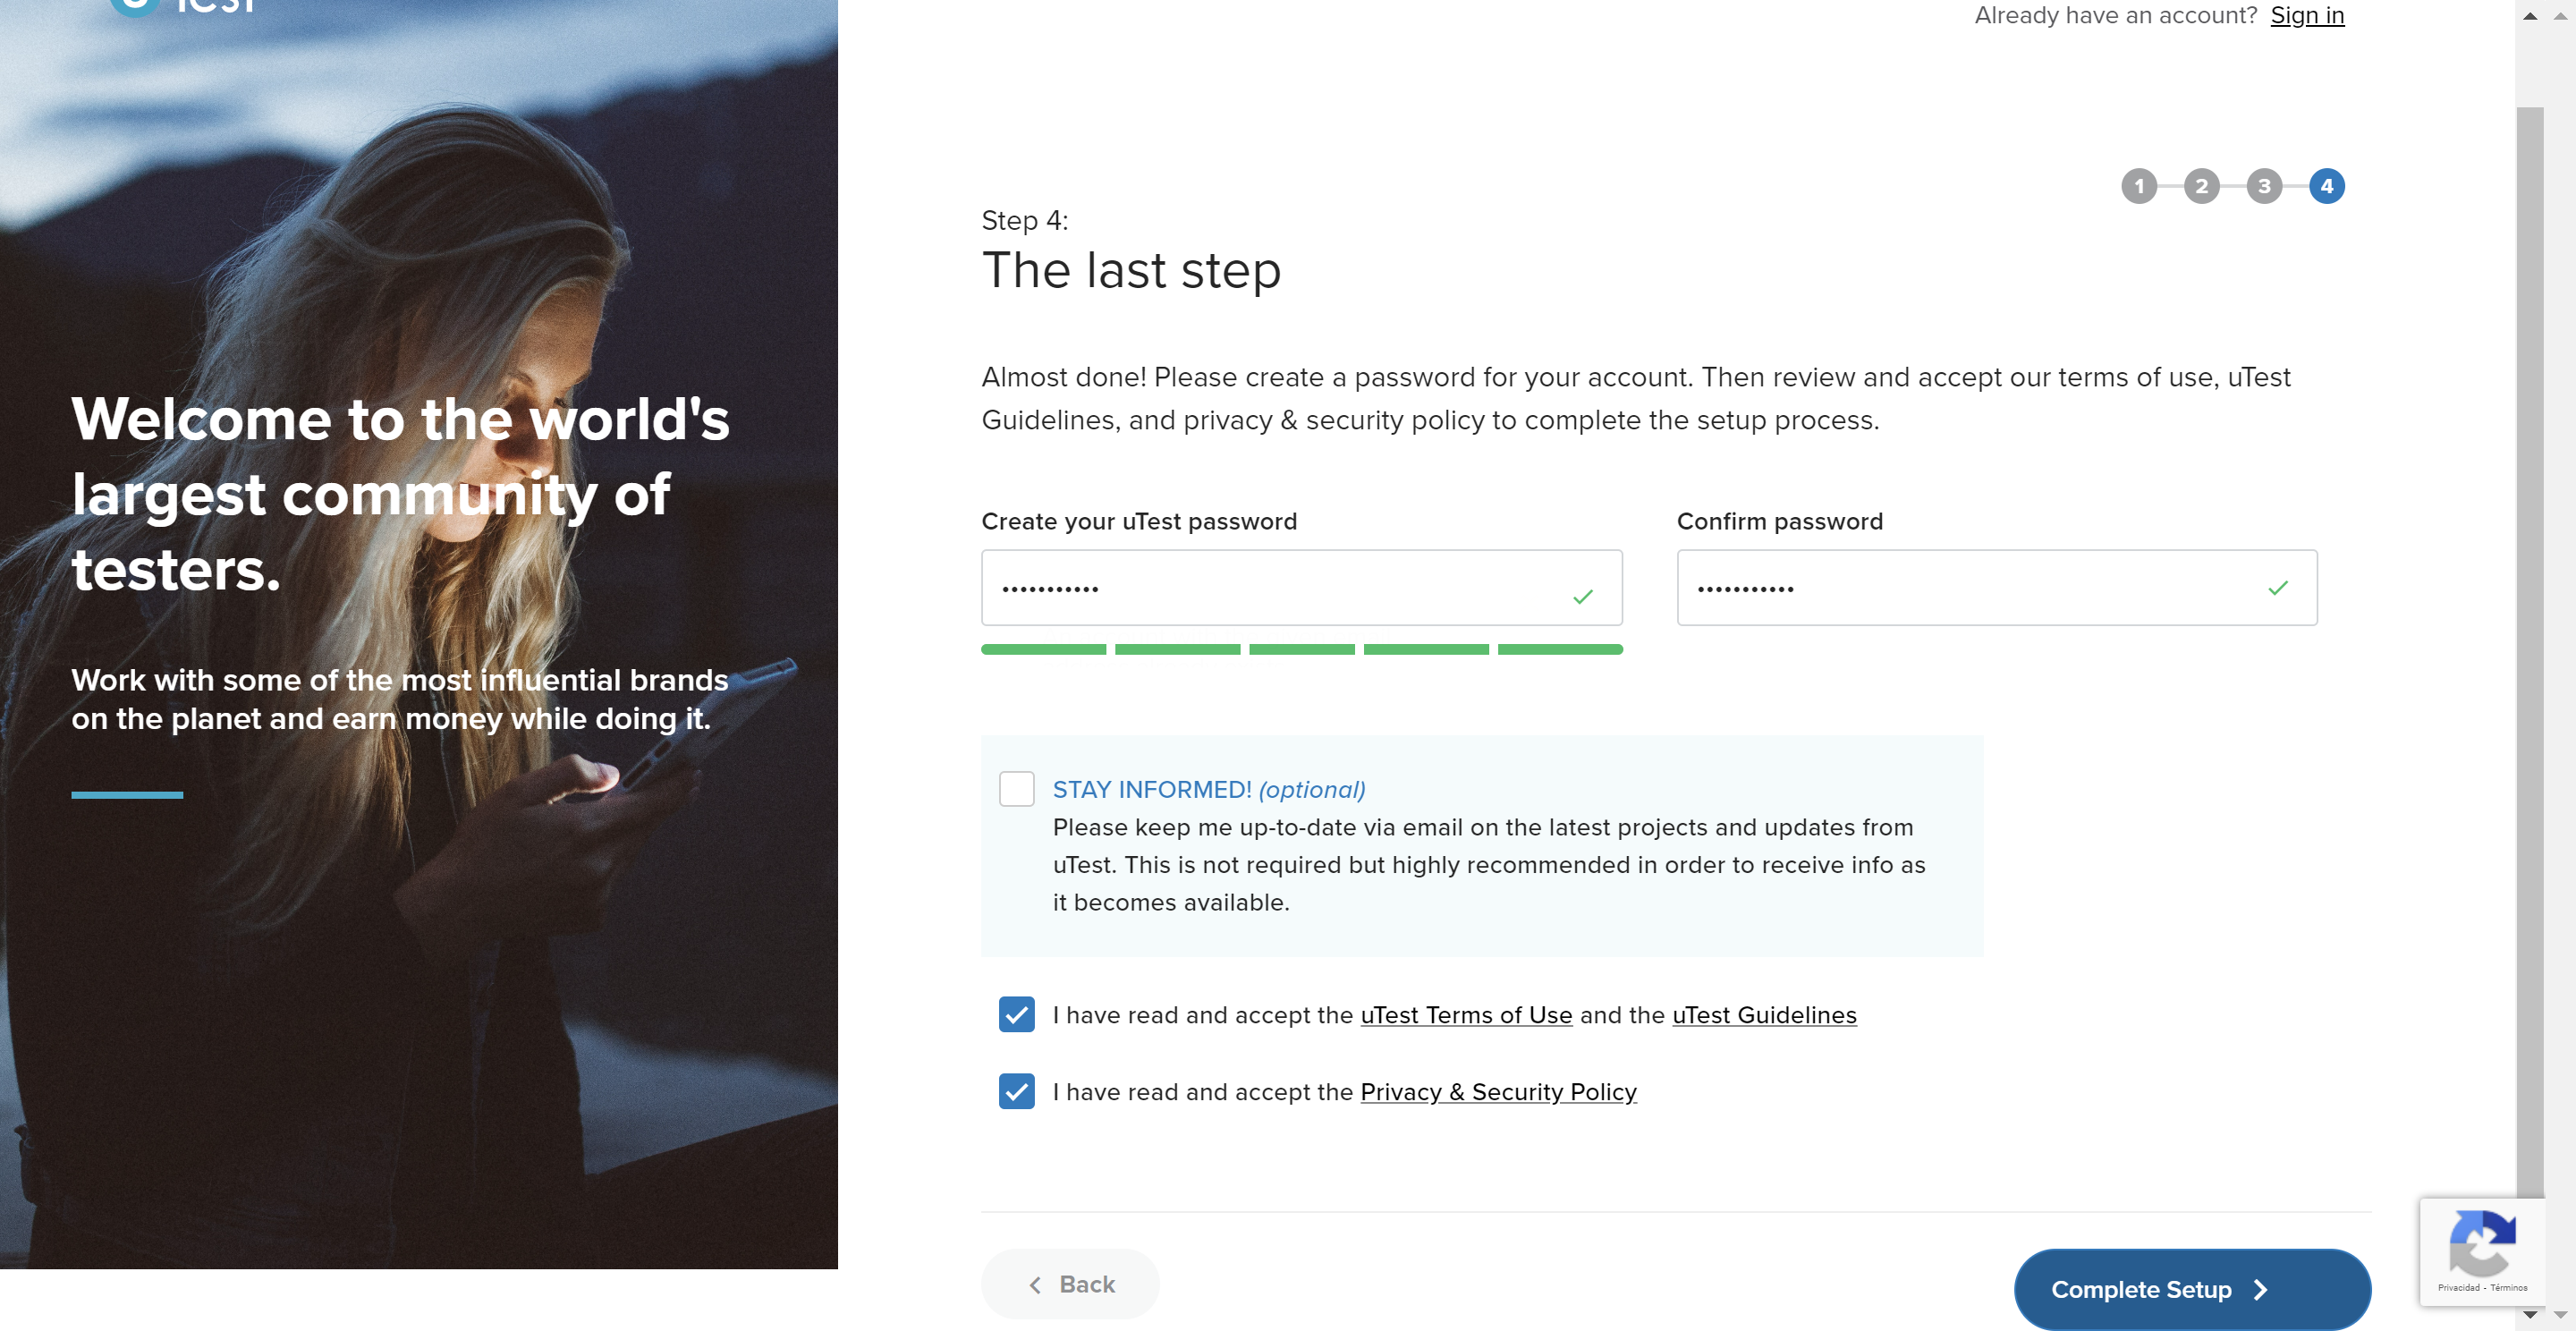 Already have an account? Sign in
1 2 3 4
Step 4:
The last step
Almost done! Please create a password for your account. Then review and accept our terms of use, uTest
Guidelines, and privacy & security policy to complete the setup process.
Create your uTest password
Confirm password
•••••••••••
•••••••••••
STAY INFORMED! (optional)
Please keep me up-to-date via email on the latest projects and updates from
uTest. This is not required but highly recommended in order to receive info as
it becomes available.
I have read and accept the uTest Terms of Use and the uTest Guidelines
I have read and accept the Privacy & Security Policy
Back
Complete Setup
Privacidad - Términos
Welcome to the world's
largest community of
testers.
Work with some of the most influential brands
on the planet and earn money while doing it.